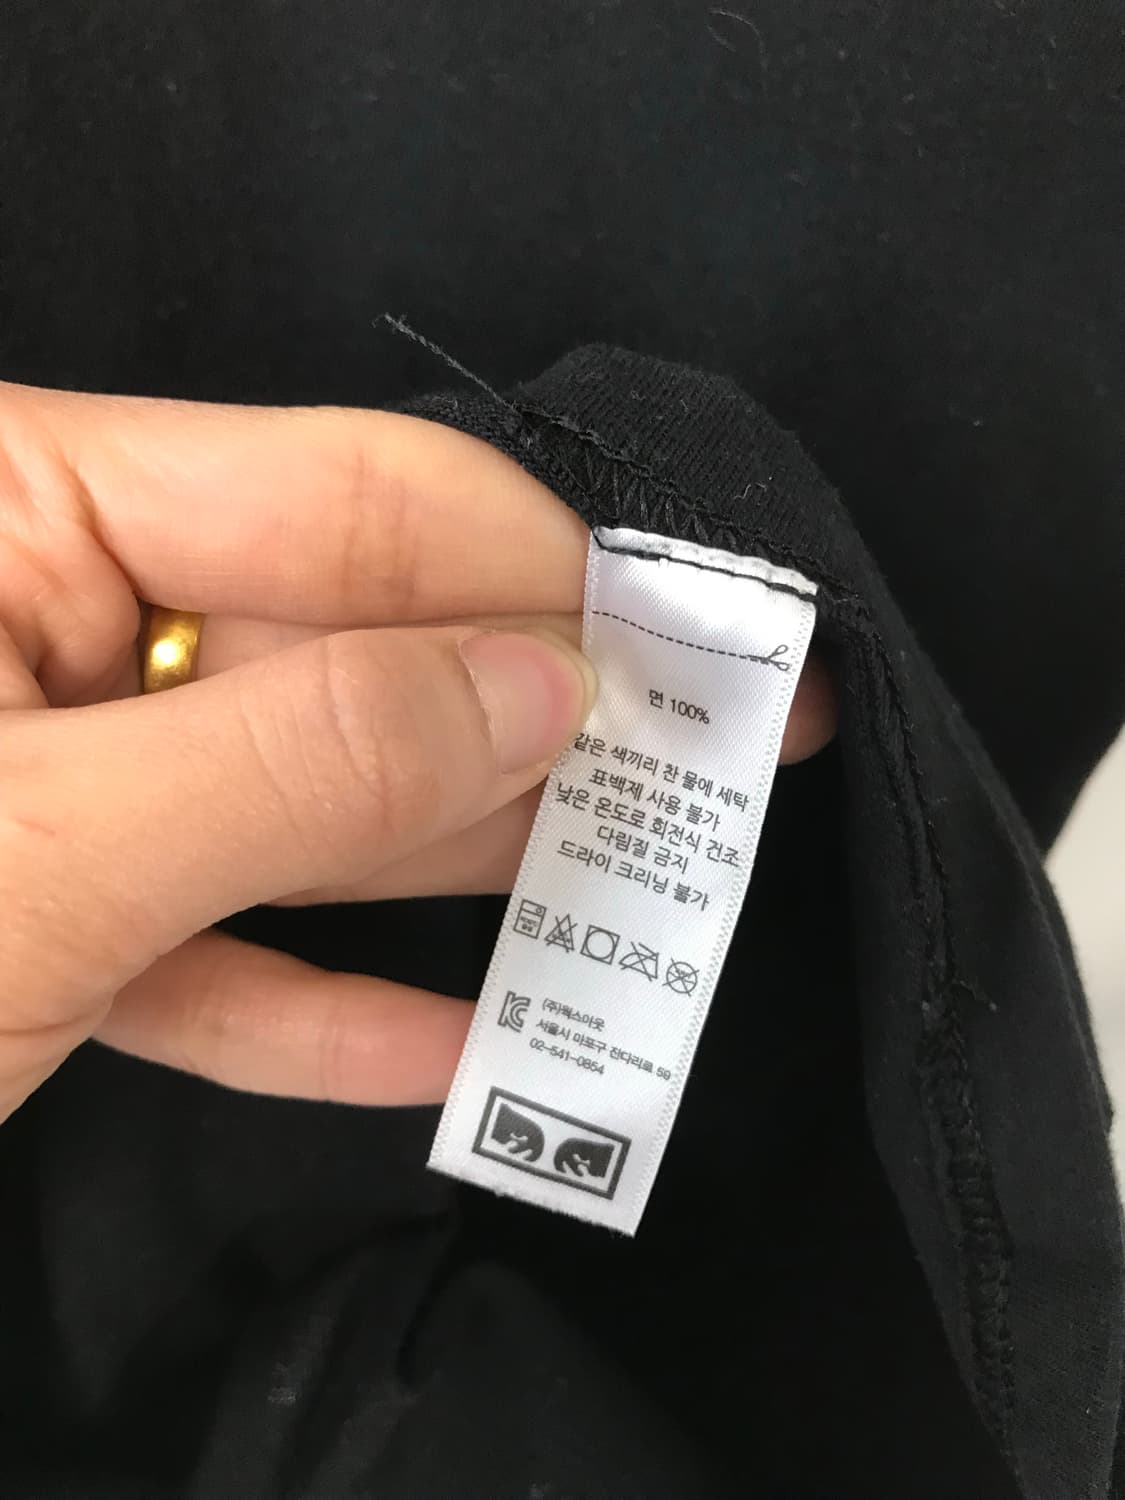 면 100%
같은 색끼리 찬 물에 세탁
표백제 사용 불가
낮은 온도로 회전식 건조
다림질 금지
드라이 크리닝 불가
(주)웍스아웃
서울시 마포구 잔다리로 59
02-541-0854